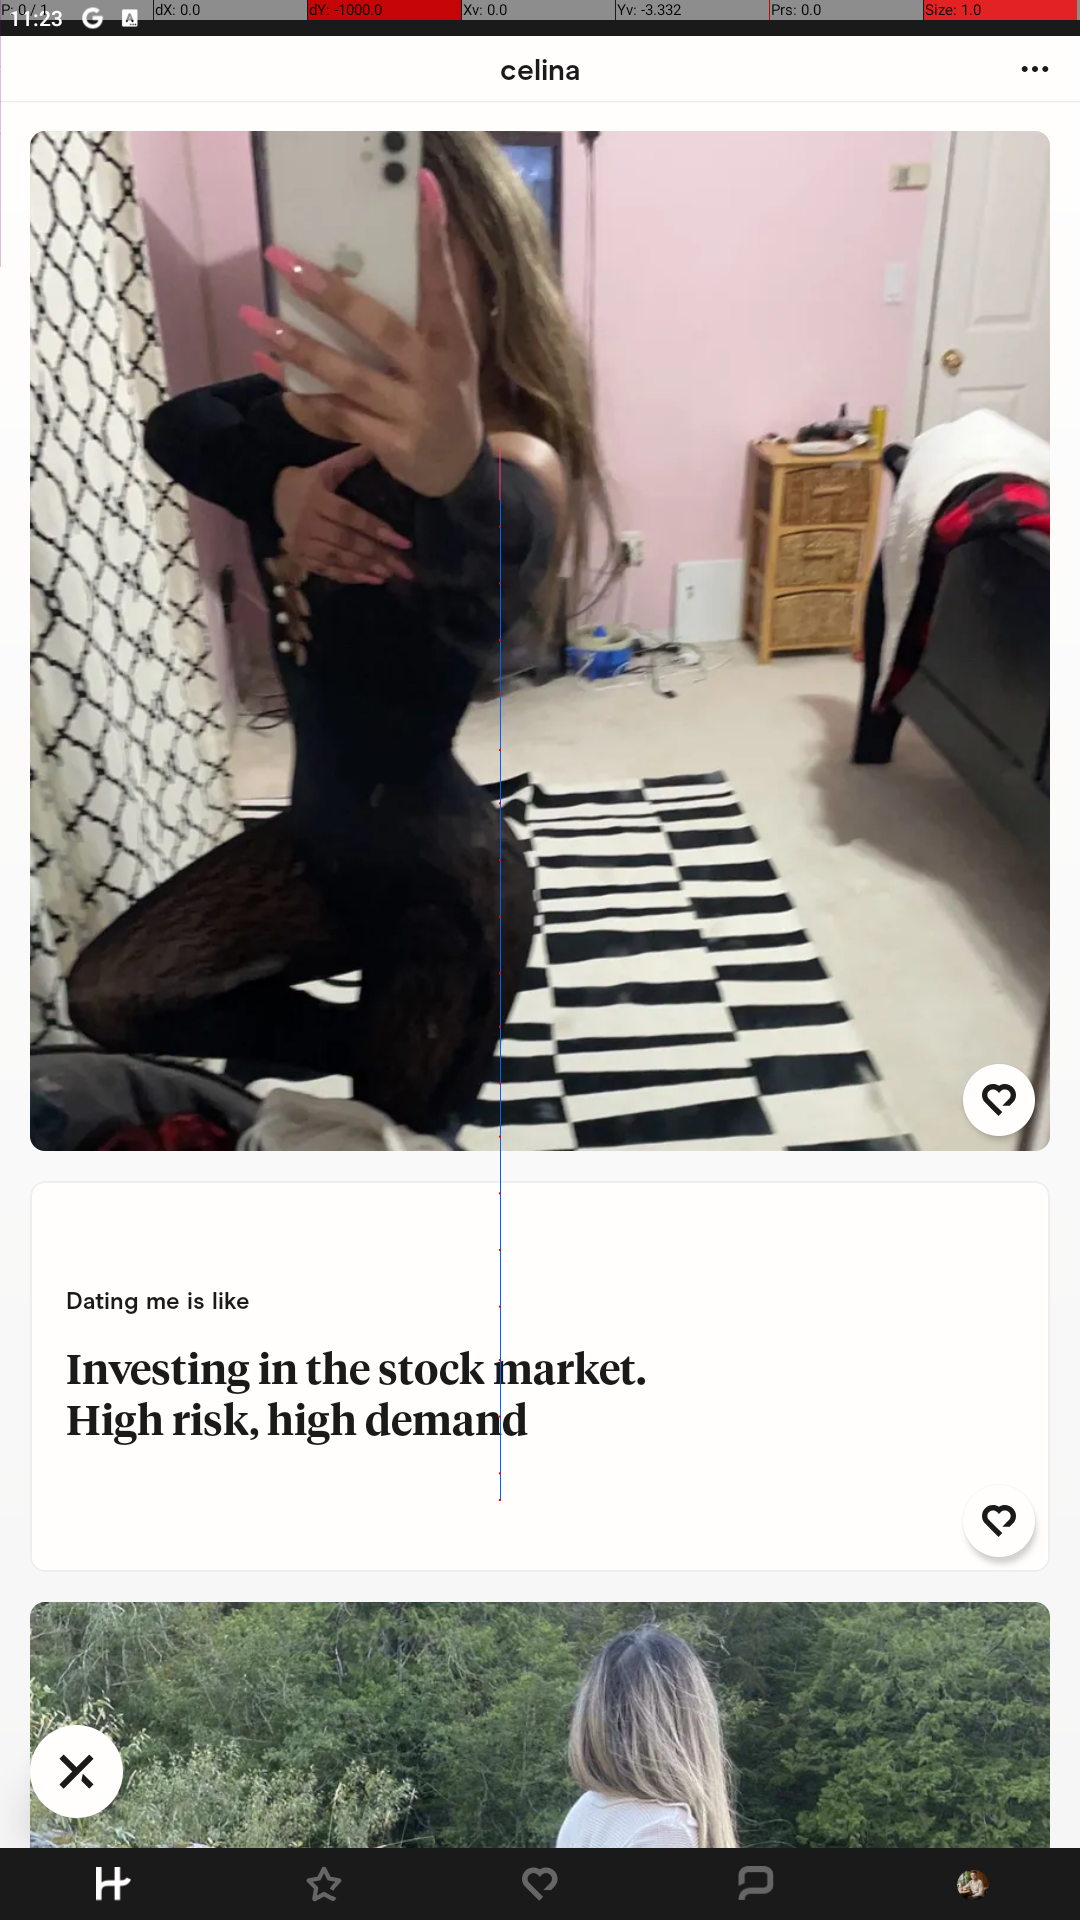 P: 0 / 1
dX: 0.0
dY: -1000.0
Xv: 0.0
Yv: -3.332
Prs: 0.0
Size: 1.0
11:23
celina
Dating me is like
Investing in the stock market.
High risk, high demand